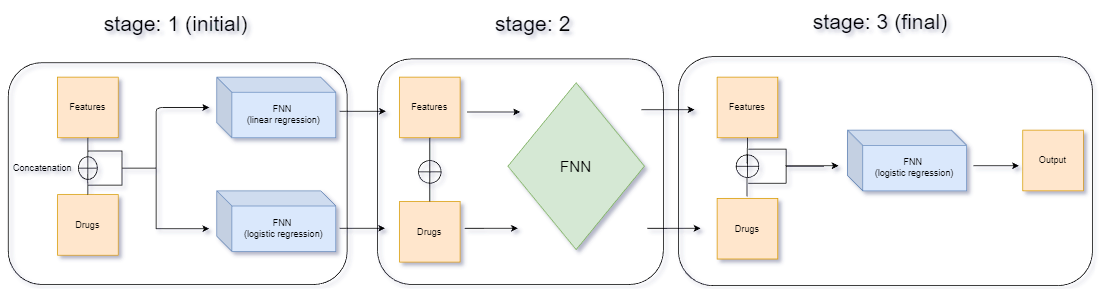 stage: 1 (initial)
stage: 2
stage: 3 (final)
Features
Concatenation
Drugs
FNN
(linear regression)
FNN
(logistic regression)
Features
Drugs
FNN
Features
Drugs
FNN
(logistic regression)
Output